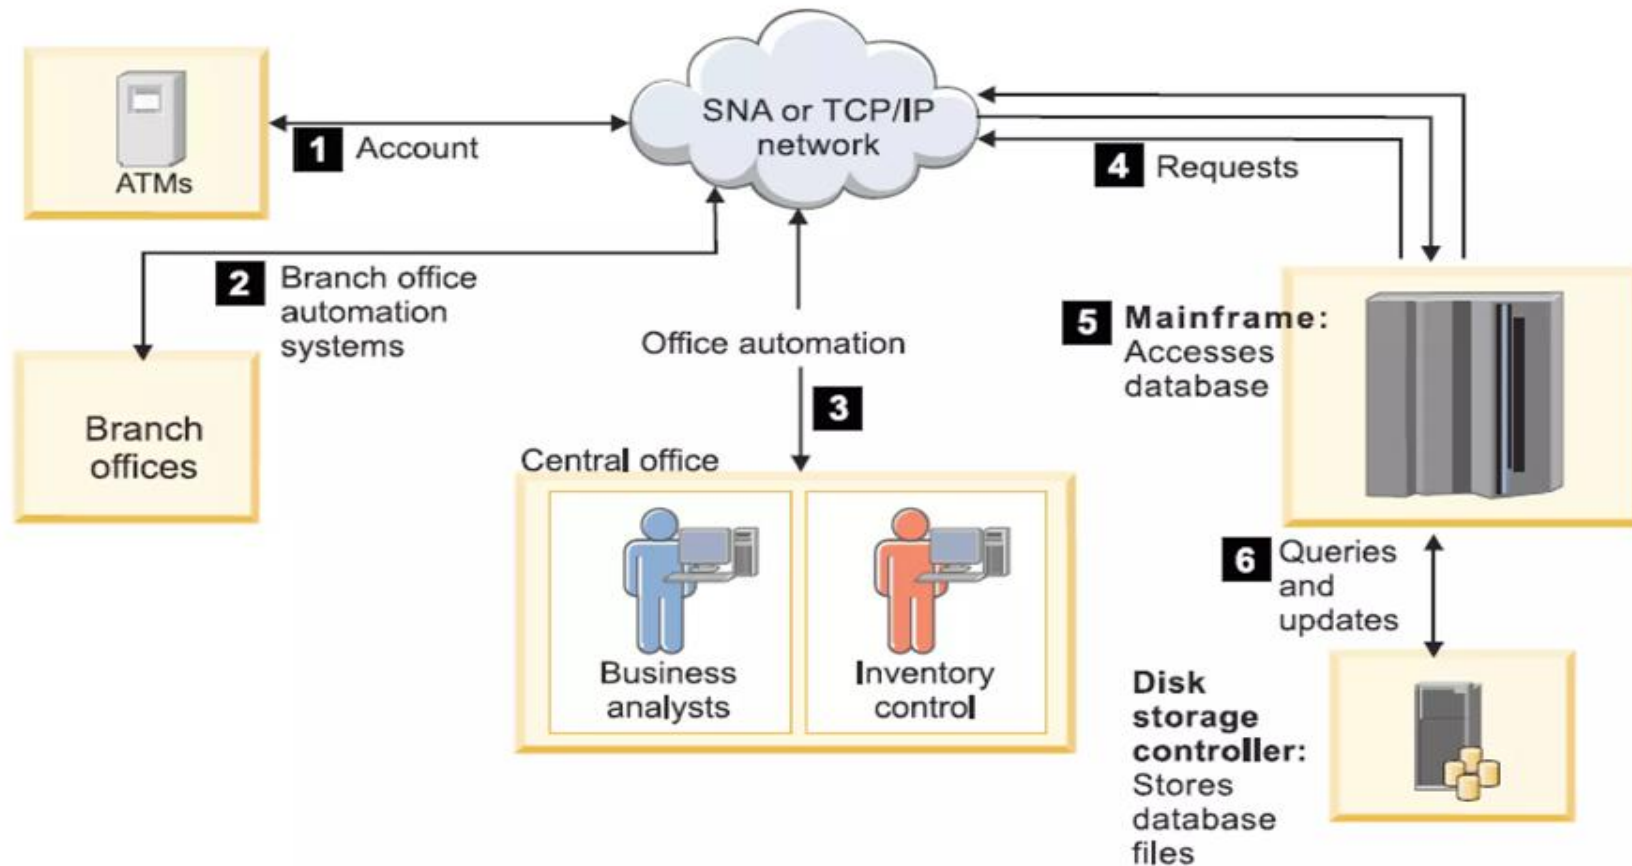 SNA or TCP/IP
network
ATMs
1 Account
4 Requests
2 Branch office
automation
systems
Office automation
5 Mainframe:
Accesses
database
3
Branch
offices
Central office
Business
analysts
Inventory
control
6 Queries
and
updates
Disk
storage
controller:
Stores
database
files